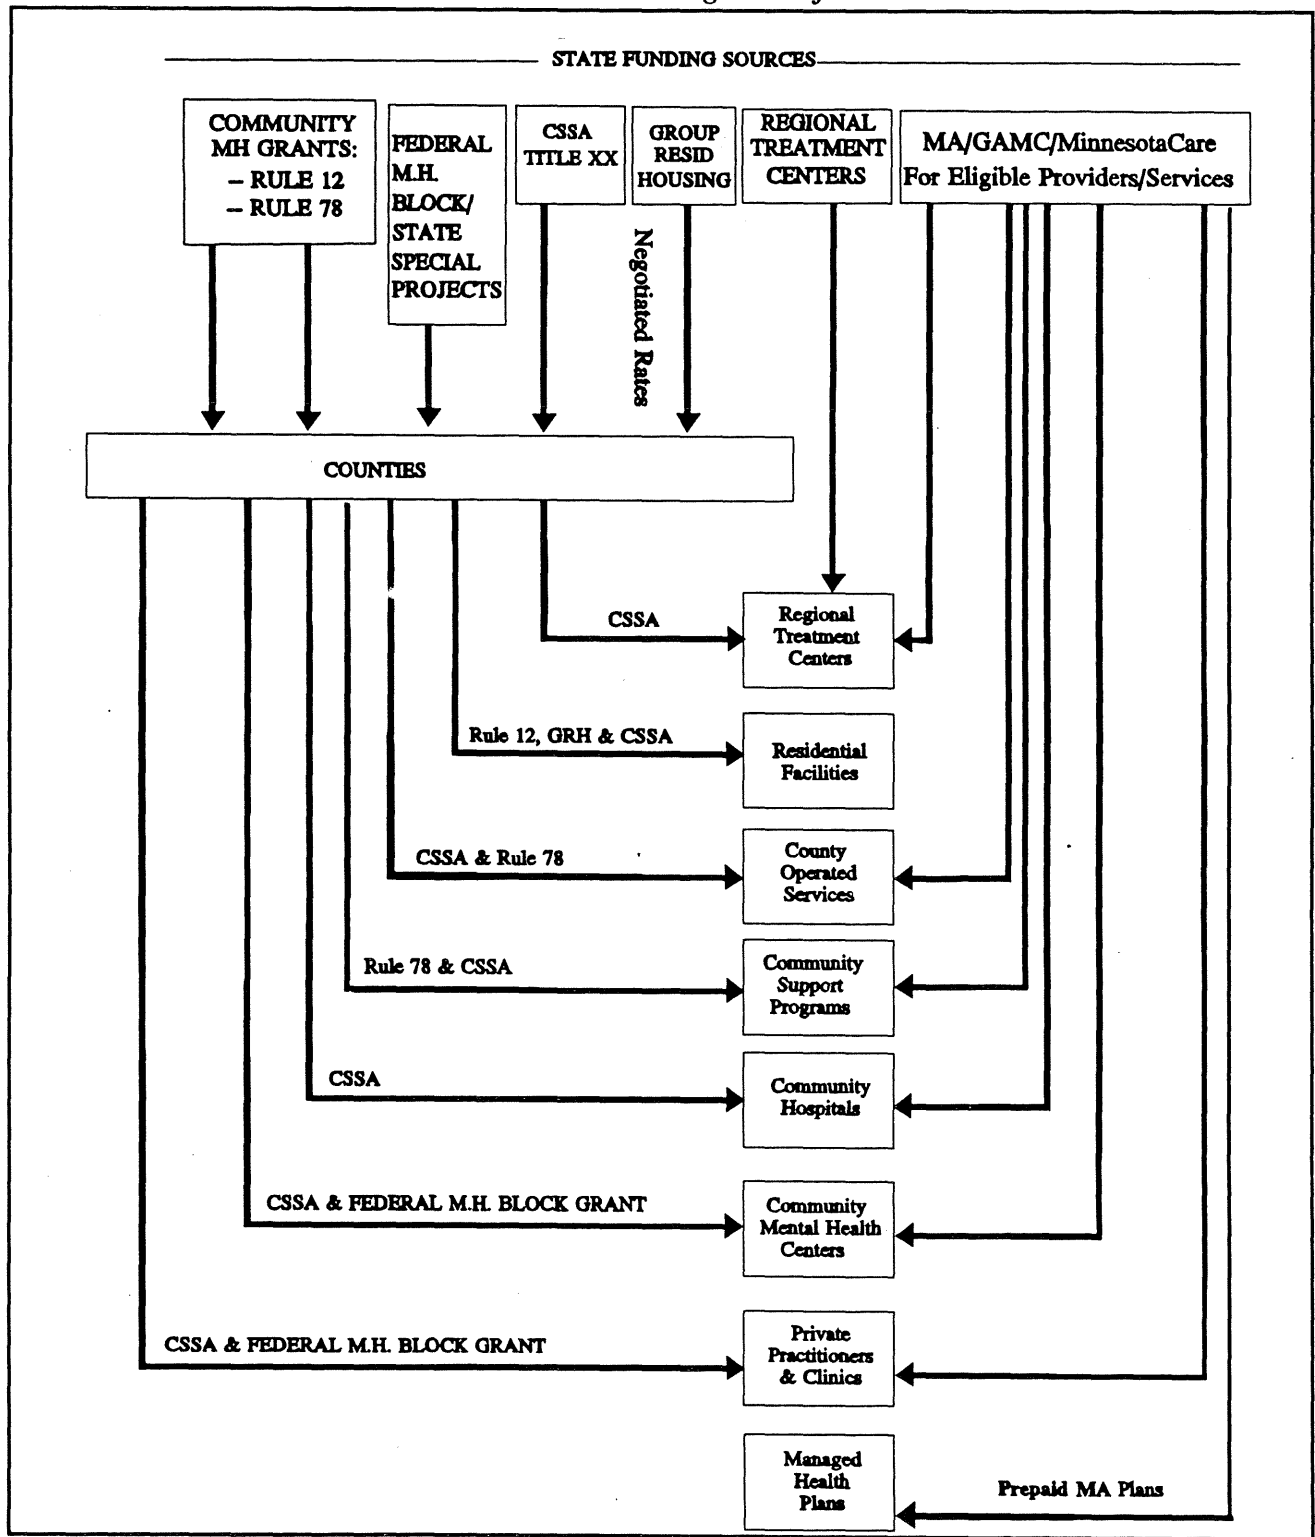 STATE FUNDING SOURCES
COMMUNITY
MH GRANTS:
– RULE 12
– RULE 78
FEDERAL
M.H.
BLOCK/
STATE
SPECIAL
PROJECTS
CSSA
TITLE XX
GROUP
RESID
HOUSING
REGIONAL
TREATMENT
CENTERS
MA/GAMC/MinnesotaCare
For Eligible Providers/Services
Negotiated Rates
COUNTIES
CSSA
Regional
Treatment
Centers
Rule 12, GRH & CSSA
Residential
Facilities
CSSA & Rule 78
County
Operated
Services
Rule 78 & CSSA
Community
Support
Programs
CSSA
Community
Hospitals
CSSA & FEDERAL M.H. BLOCK GRANT
Community
Mental Health
Centers
CSSA & FEDERAL M.H. BLOCK GRANT
Private
Practitioners
& Clinics
Managed
Health
Plans
Prepaid MA Plans